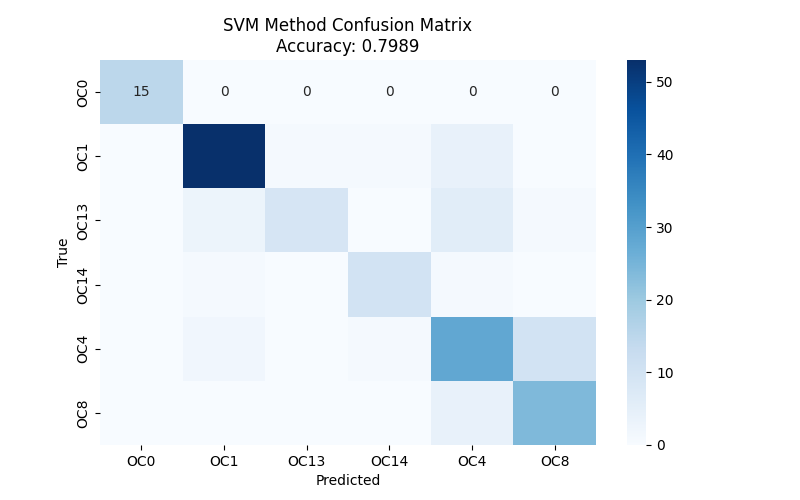 SVM Method Confusion Matrix
Accuracy: 0.7989
OC0 15 0 0 0 0 0
OC1
OC13
OC14
OC4
OC8
True
OC0 OC1 OC13 OC14 OC4 OC8
Predicted
50
40
30
20
10
0